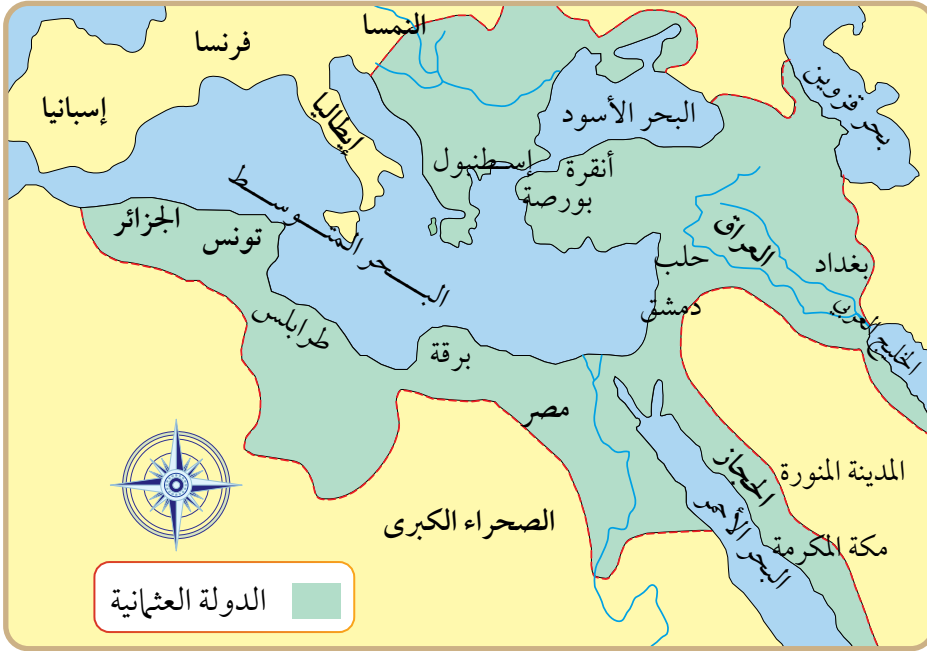 النمسا
فرنسا
إسبانيا
إيطاليا
البحر الأسود
بحر قزوين
إسطنبول
أنقرة
بورصة
البحر المتوسط
الجزائر
تونس
طرابلس
برقة
مصر
حلب
دمشق
العراق
بغداد
الخليج العربي
الحجاز
المدينة المنورة
مكة المكرمة
البحر الأحمر
الصحراء الكبرى
الدولة العثمانية